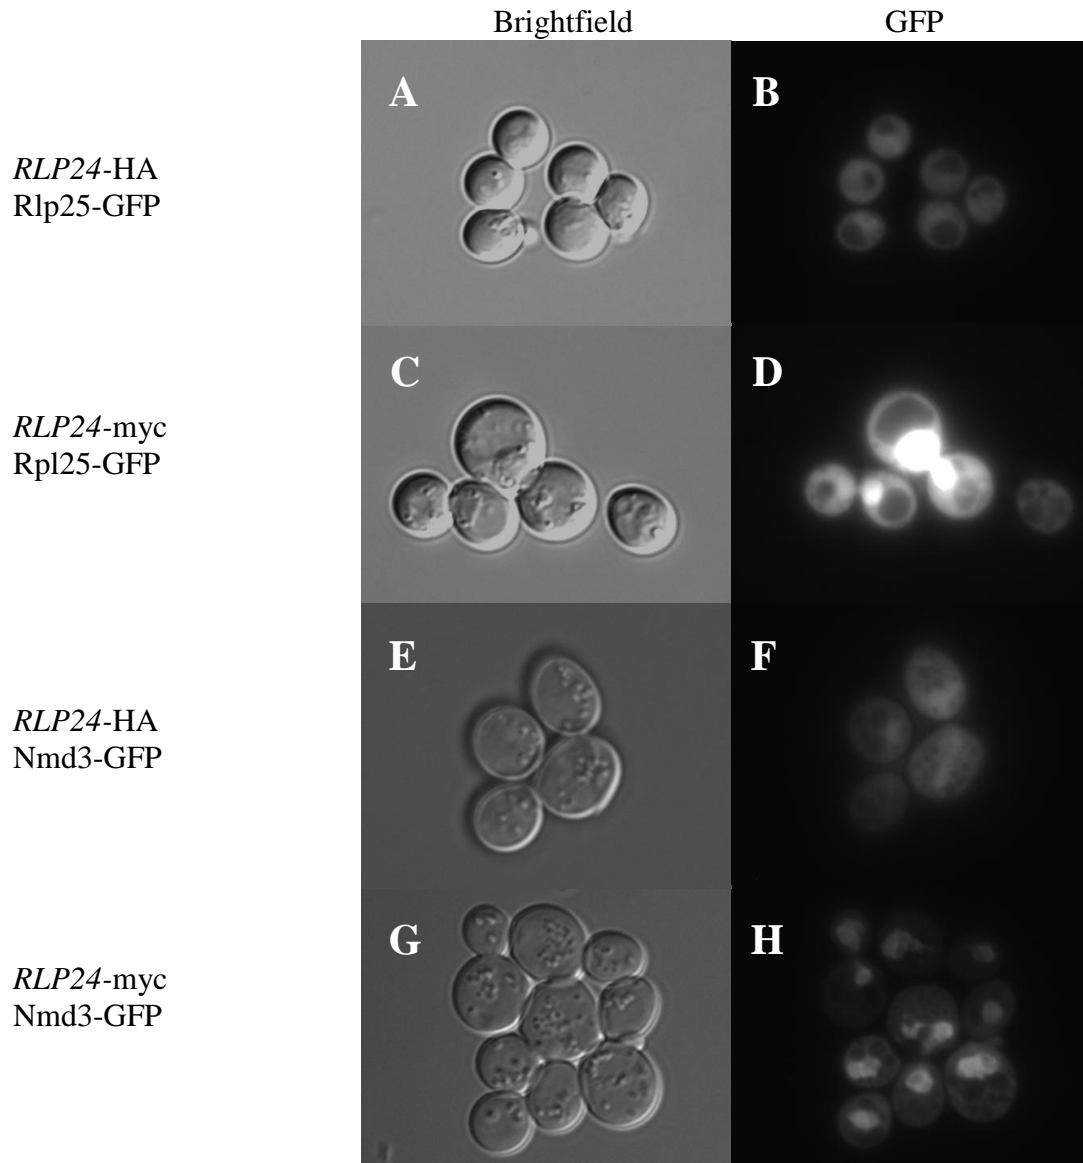 Brightfield GFP
A B
RLP24-HA
Rlp25-GFP
C D
RLP24-myc
Rpl25-GFP
E F
RLP24-HA
Nmd3-GFP
G H
RLP24-myc
Nmd3-GFP